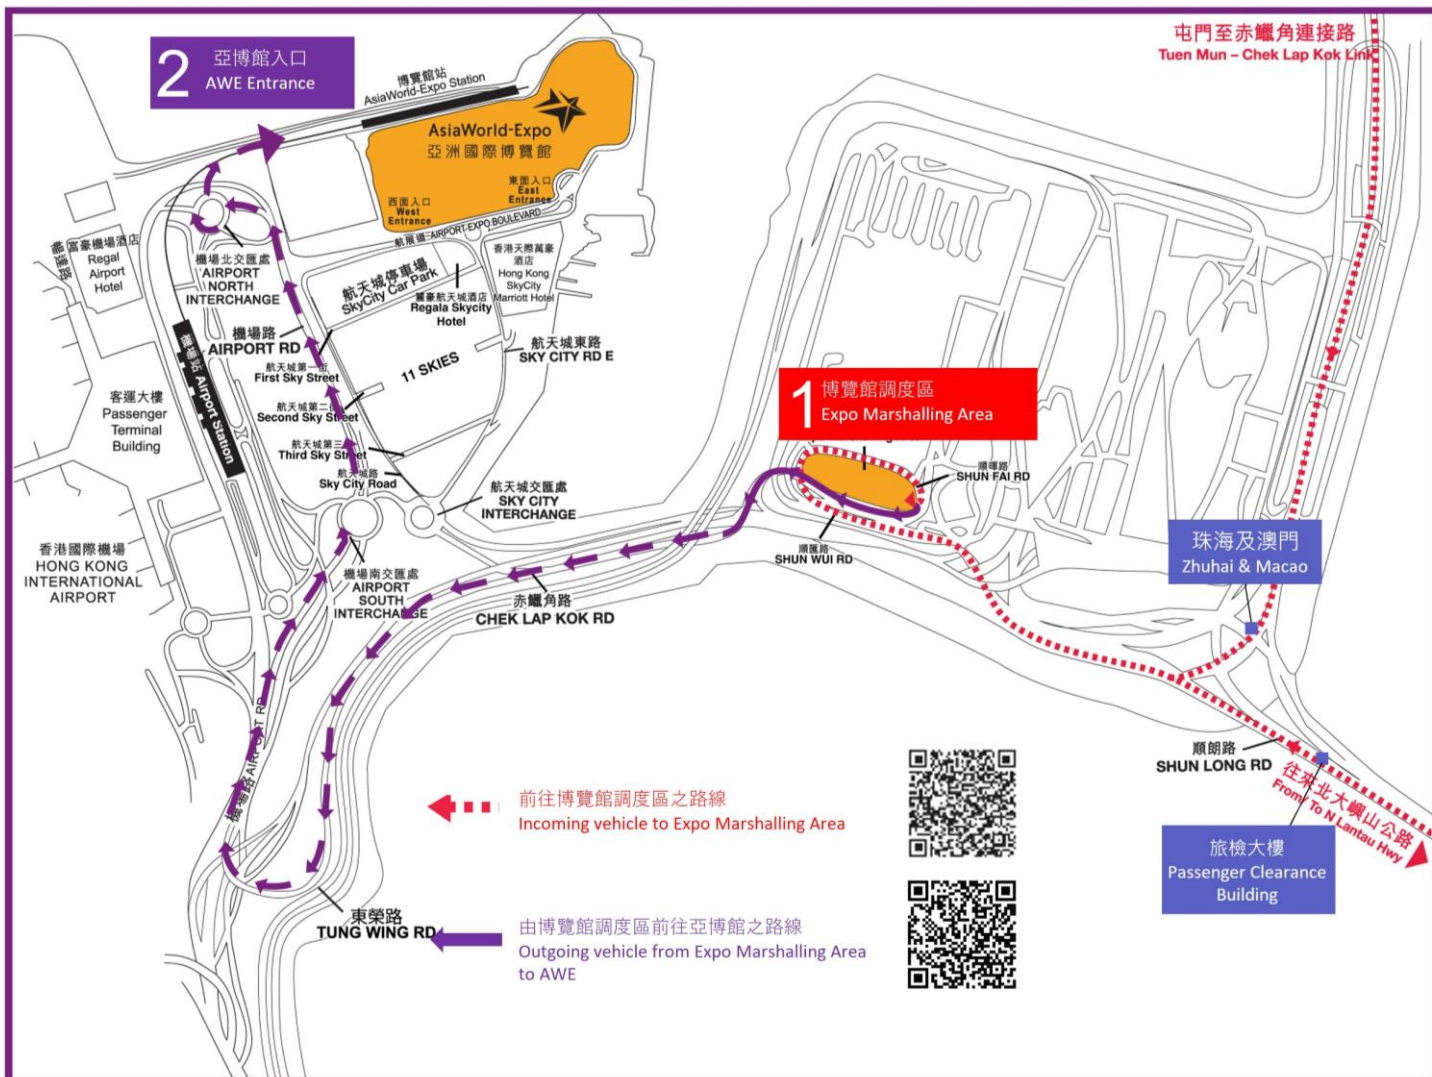 屯門至赤鱲角連接路
Tuen Mun – Chek Lap Kok Link
2
亞博館入口
AWE Entrance
博覽館站
AsiaWorld-Expo Station
AsiaWorld-Expo
亞洲國際博覽館
東面入口
East
Entrance
西面入口
West
Entrance
航展道 AIRPORT EXPO BOULEVARD
暢達路
富豪機場酒店
Regal
Airport
Hotel
機場北交匯處
AIRPORT
NORTH
INTERCHANGE
航天城停車場
SkyCity Car Park
麗豪航天城酒店
Regala Skycity
Hotel
香港天際萬豪
酒店
Hong Kong
SkyCity
Marriott Hotel
機場路
AIRPORT RD
航天城東路
SKY CITY RD E
11 SKIES
航天城第一街
First Sky Street
航天城第二街
Second Sky Street
航天城第三
Third Sky Street
航天城路
Sky City Road
機場站 Airport Station
客運大樓
Passenger
Terminal
Building
1
博覽館調度區
Expo Marshalling Area
順暉路
SHUN FAI RD
航天城交匯處
SKY CITY
INTERCHANGE
順匯路
SHUN WUI RD
香港國際機場
HONG KONG
INTERNATIONAL
AIRPORT
機場南交匯處
AIRPORT
SOUTH
INTERCHANGE
赤鱲角路
CHEK LAP KOK RD
珠海及澳門
Zhuhai & Macao
機場路 AIRPORT RD
順朗路
SHUN LONG RD
往來北大嶼山公路
From/ To N Lantau Hwy
前往博覽館調度區之路線
Incoming vehicle to Expo Marshalling Area
旅檢大樓
Passenger Clearance
Building
東榮路
TUNG WING RD
由博覽館調度區前往亞博館之路線
Outgoing vehicle from Expo Marshalling Area
to AWE